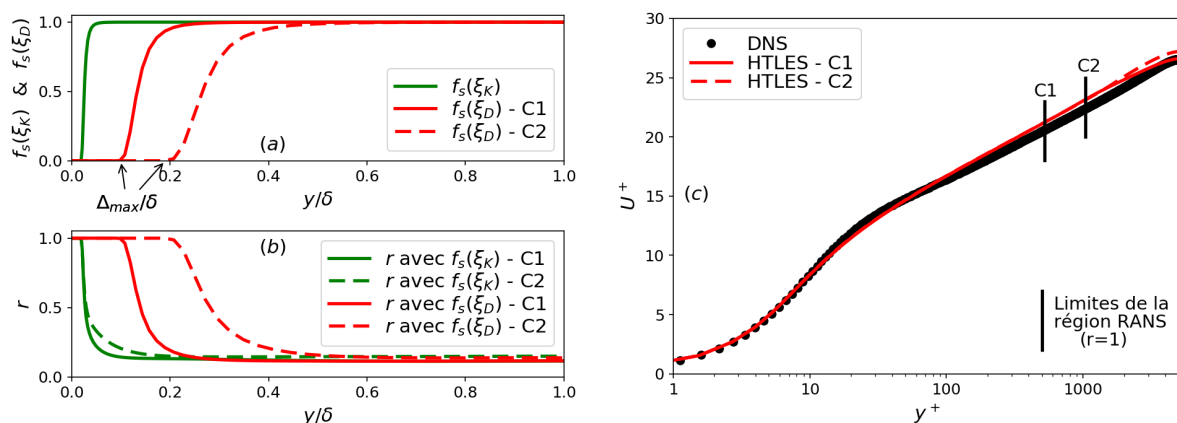 1.0
0.5
0.0
f_s(ξ_K) & f_s(ξ_D)
f_s(ξ_K)
f_s(ξ_D) - C1
f_s(ξ_D) - C2
(a)
0.0 0.2 0.4 0.6 0.8 1.0
Δ_max/δ
y/δ
1.0
0.5
0.0
r
(b)
r avec f_s(ξ_K) - C1
r avec f_s(ξ_K) - C2
r avec f_s(ξ_D) - C1
r avec f_s(ξ_D) - C2
0.0 0.2 0.4 0.6 0.8 1.0
y/δ
30
25
20
15
10
5
0
U^+
DNS
HTLES - C1
HTLES - C2
C1
C2
(c)
Limites de la
région RANS
(r=1)
1 10 100 1000
y^+